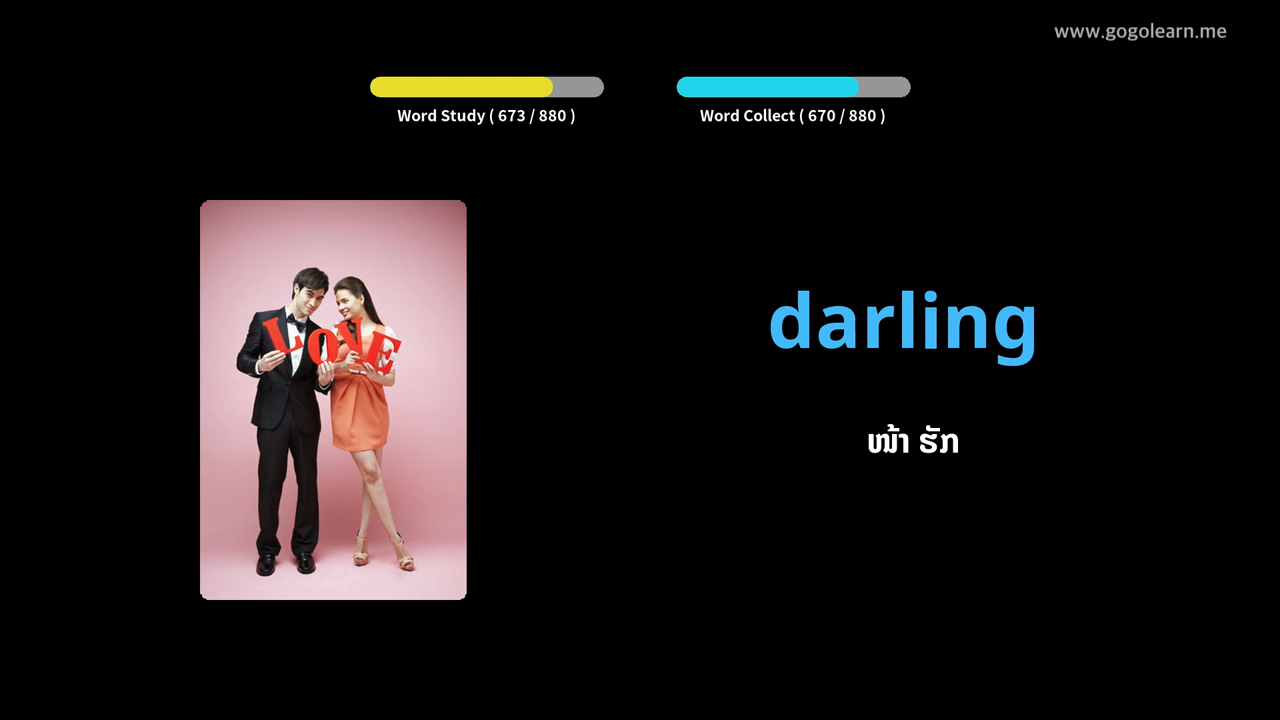 www.gogolearn.me
Word Study ( 673 / 880 )
Word Collect ( 670 / 880 )
LOVE
darling
ໜ້າ ຮັກ